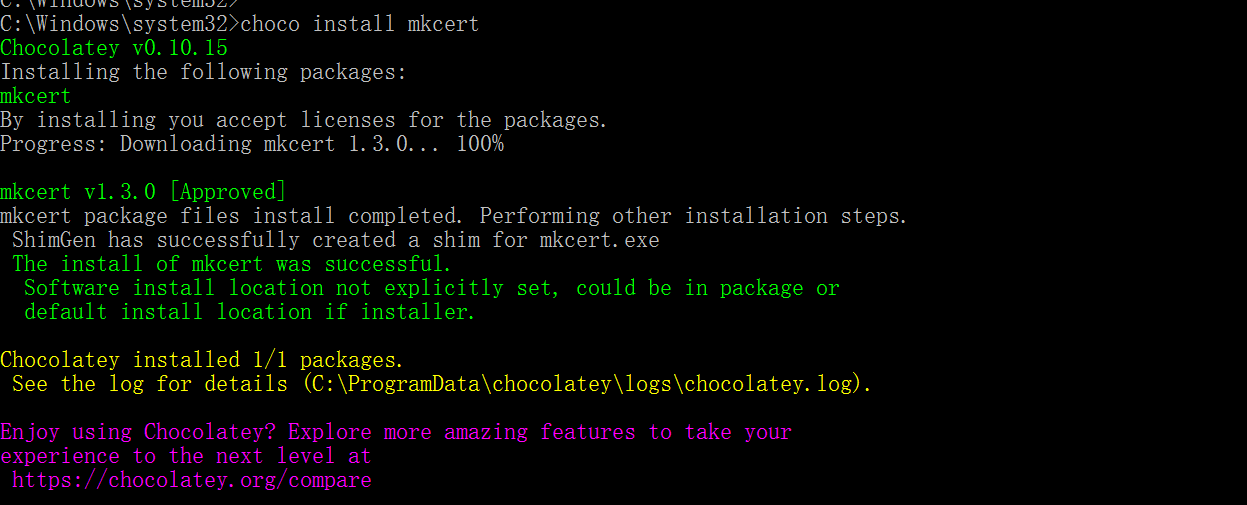 C:\Windows\system32>
C:\Windows\system32>choco install mkcert
Chocolatey v0.10.15
Installing the following packages:
mkcert
By installing you accept licenses for the packages.
Progress: Downloading mkcert 1.3.0... 100%
mkcert v1.3.0 [Approved]
mkcert package files install completed. Performing other installation steps.
ShimGen has successfully created a shim for mkcert.exe
The install of mkcert was successful.
Software install location not explicitly set, could be in package or
default install location if installer.
Chocolatey installed 1/1 packages.
See the log for details (C:\ProgramData\chocolatey\logs\chocolatey.log).
Enjoy using Chocolatey? Explore more amazing features to take your
experience to the next level at
https://chocolatey.org/compare